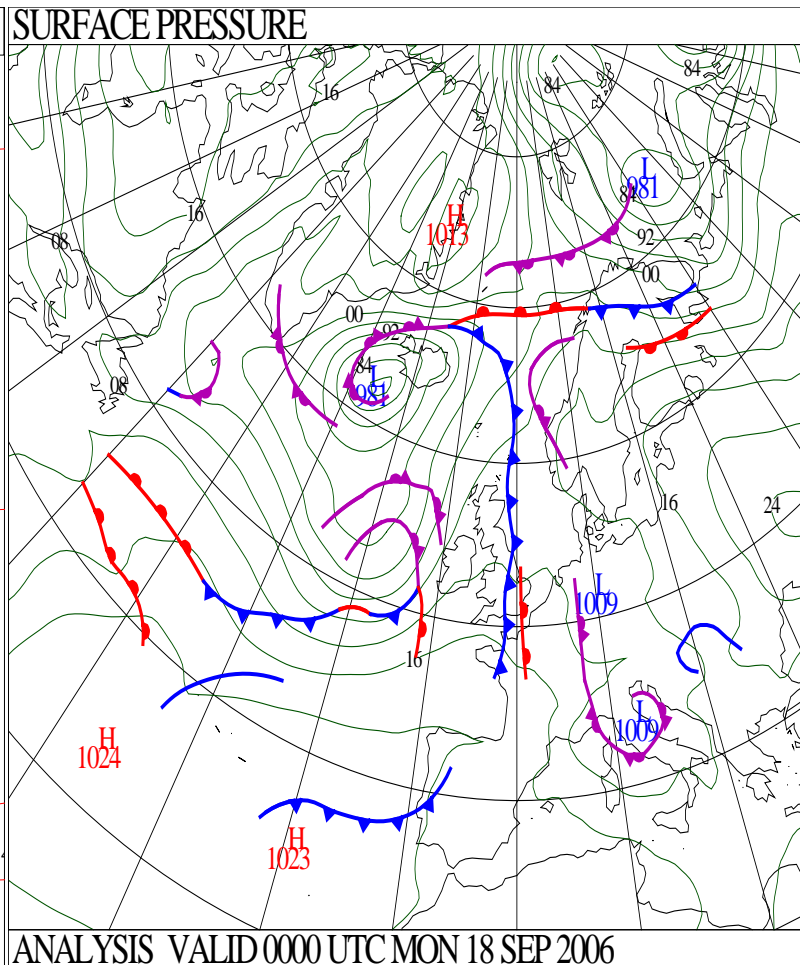 SURFACE PRESSURE
84
84
16
L
981
84
16
H
1013
92
08
00
00
92
84
L
981
08
16
24
L
1009
16
L
1009
H
1024
H
1023
ANALYSIS VALID 0000 UTC MON 18 SEP 2006